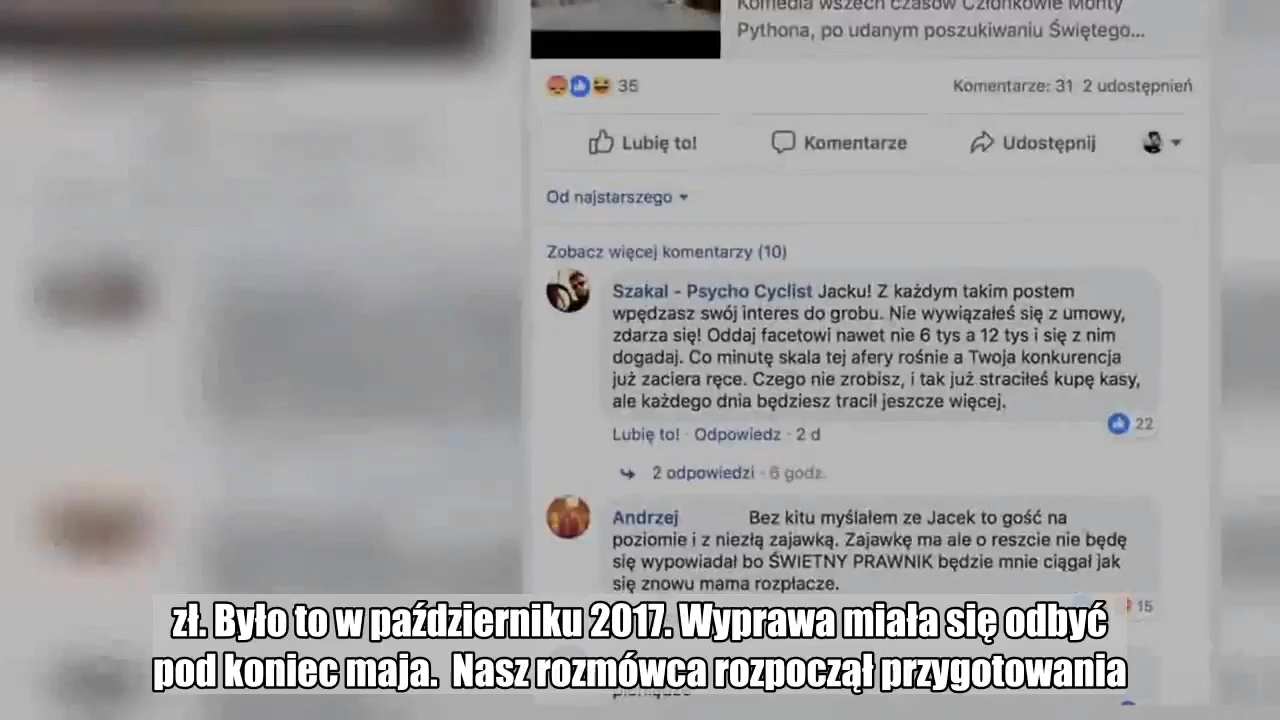 Komedia wszech czasów Członkowie Monty
Pythona, po udanym poszukiwaniu Świętego...
35
Komentarze: 31 2 udostępnień
Lubię to! Komentarze Udostępnij
Od najstarszego
Zobacz więcej komentarzy (10)
Szakal - Psycho Cyclist Jacku! Z każdym takim postem
wpędzasz swój interes do grobu. Nie wywiązałeś się z umowy,
zdarza się! Oddaj facetowi nawet nie 6 tys a 12 tys i się z nim
dogadaj. Co minutę skala tej afery rośnie a Twoja konkurencja
już zaciera ręce. Czego nie zrobisz, i tak już straciłeś kupę kasy,
ale każdego dnia będziesz tracił jeszcze więcej.
22
Lubię to! · Odpowiedz · 2 d
2 odpowiedzi · 6 godz.
Andrzej Bez kitu myślałem ze Jacek to gość na
poziomie i z niezłą zajawką. Zajawkę ma ale o reszcie nie będę
się wypowiadał bo ŚWIETNY PRAWNIK będzie mnie ciągał jak
się znowu mama rozpłacze.
15
zł. Było to w październiku 2017. Wyprawa miała się odbyć
pod koniec maja. Nasz rozmówca rozpoczął przygotowania